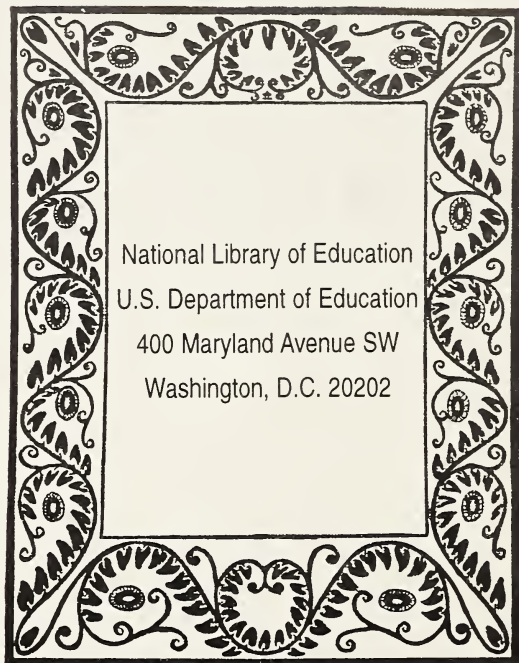 National Library of Education
U.S. Department of Education
400 Maryland Avenue SW
Washington, D.C. 20202